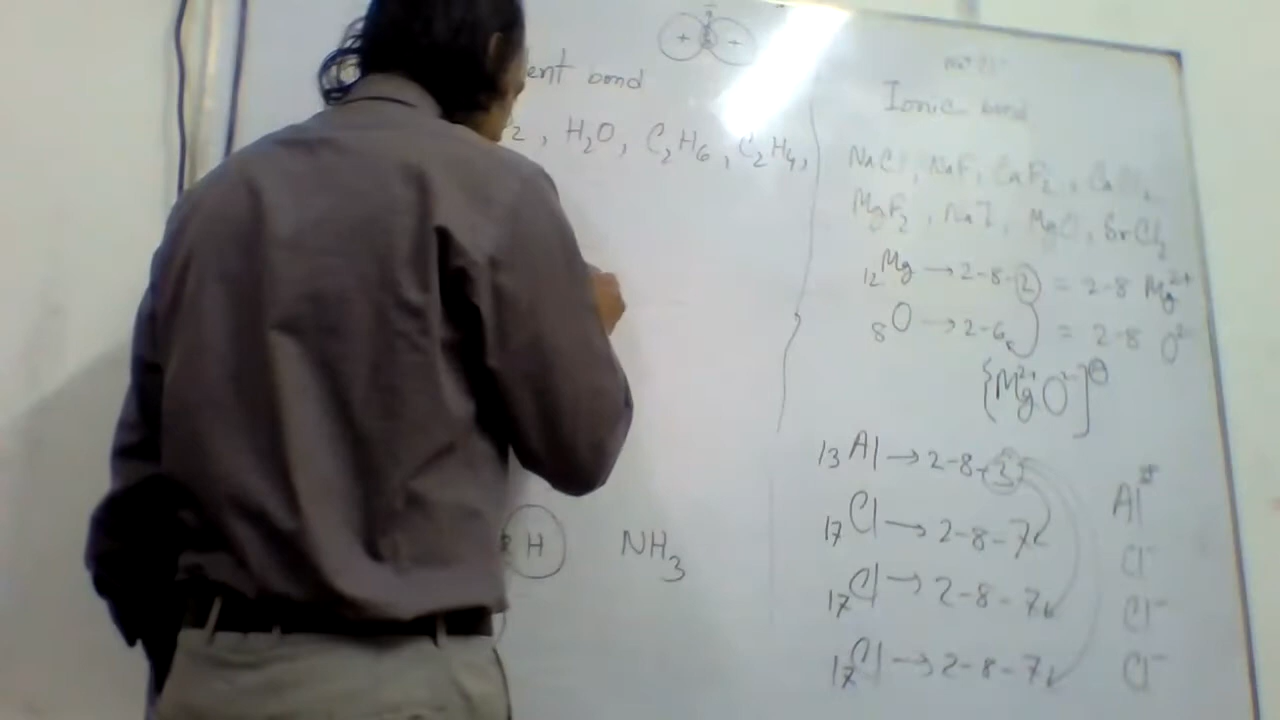 ent bond
2, H₂O, C₂H₆, C₂H₄,
H NH₃
Ionic bond
NaCl, NaF, CaF₂, CaCl₂
MgF₂, NaI, MgO, SrCl₂
₁₂Mg → 2-8-2 = 2-8 Mg²⁺
₈O → 2-6 = 2-8 O²⁻
{Mg²⁺O²⁻]
₁₃Al → 2-8-3
₁₇Cl → 2-8-7
₁₇Cl → 2-8-7
₁₇Cl → 2-8-7
Al
Cl⁻
Cl⁻
Cl⁻